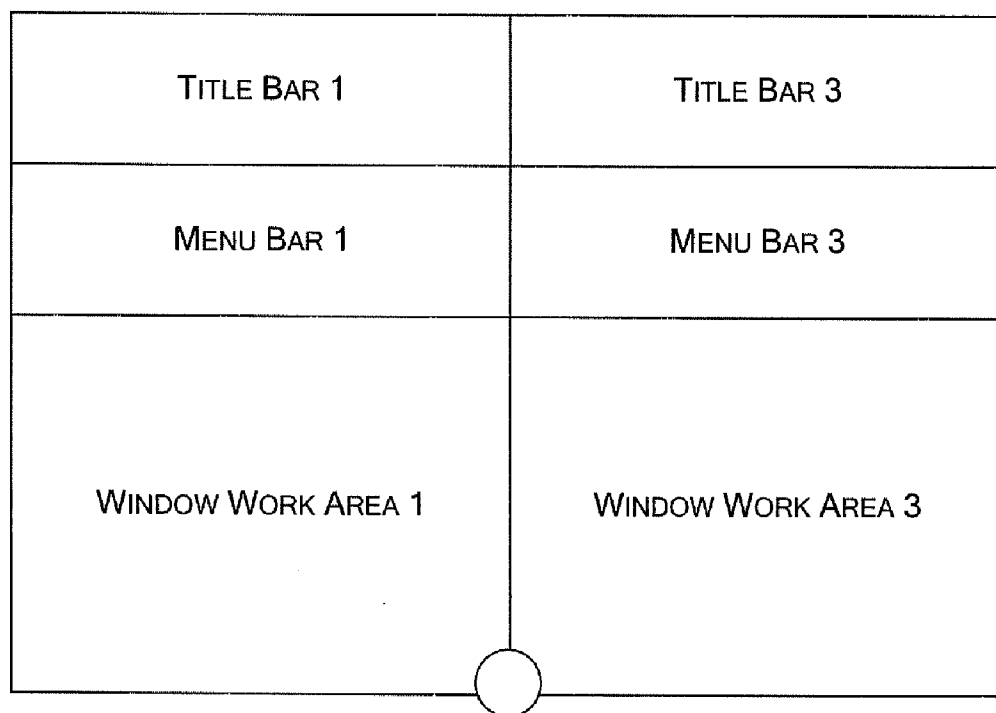 TITLE BAR 1
TITLE BAR 3
MENU BAR 1
MENU BAR 3
WINDOW WORK AREA 1
WINDOW WORK AREA 3